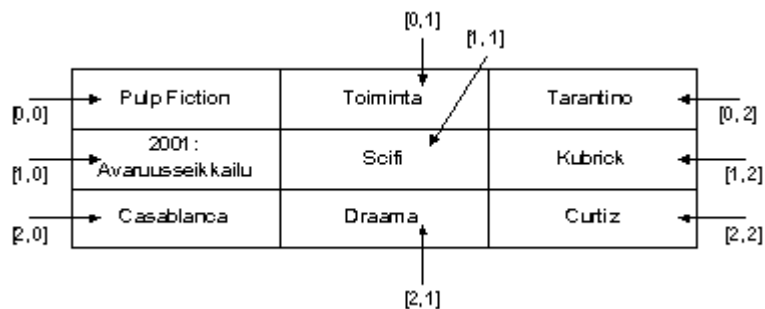 [0,1]
[1,1]
Pulp Fiction Toiminta Tarantino
[0,0] [0,2]
2001:
Avaruusseikkailu Scifi Kubrick
[1,0] [1,2]
Casablanca Draama Curtiz
[2,0] [2,2]
[2,1]